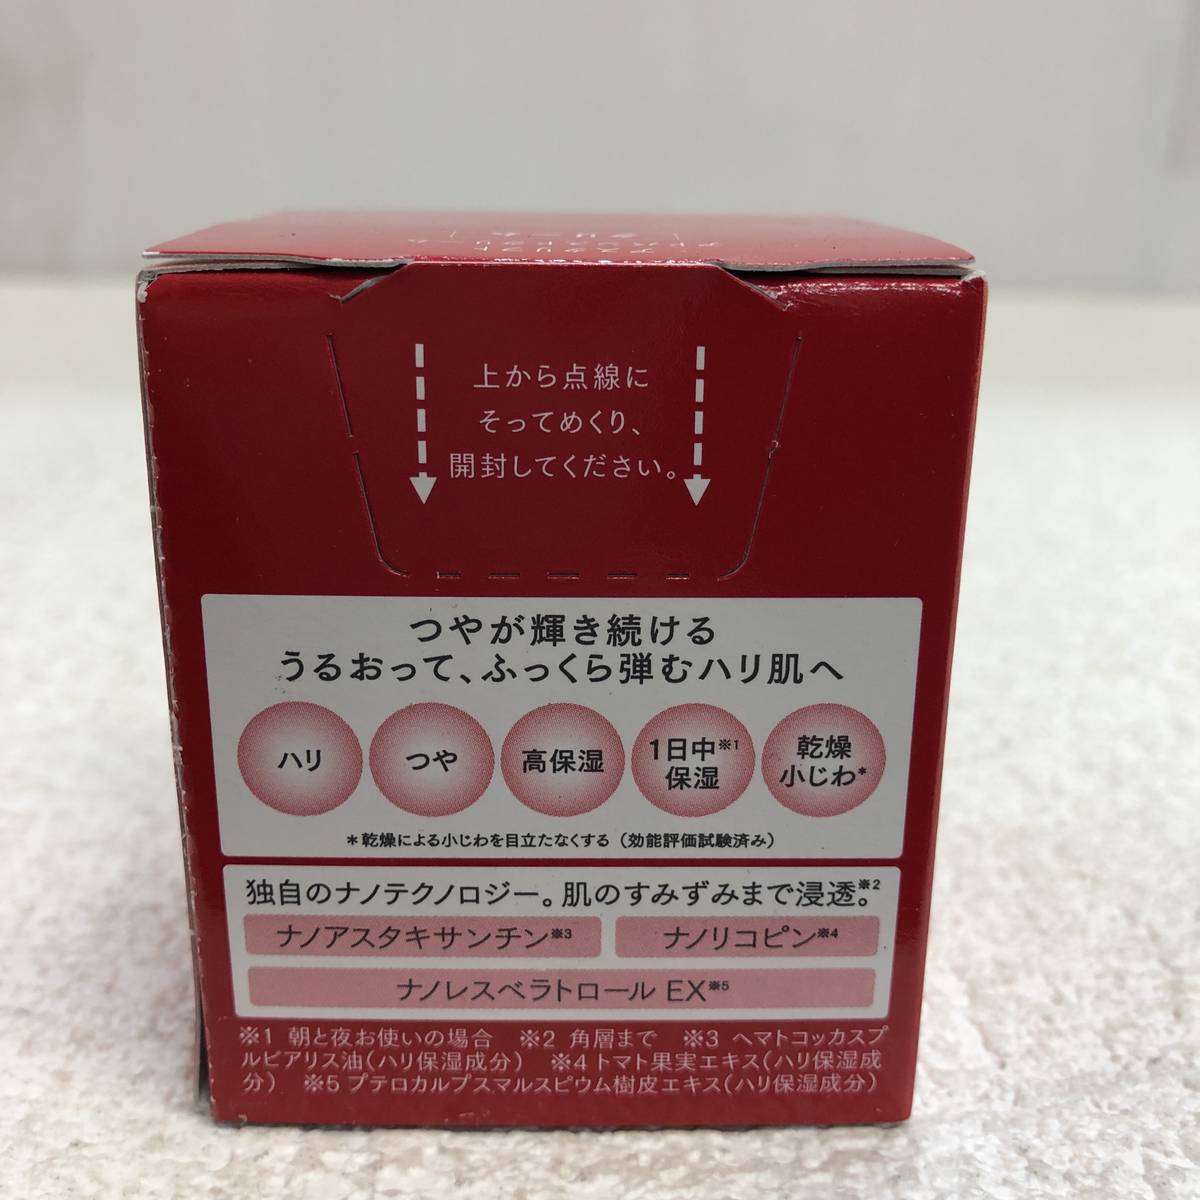 アスタリフト
クリーム
上から点線に
そってめくり、
開封してください。
つやが輝き続ける
うるおって、ふっくら弾むハリ肌へ
ハリ
つや
高保湿
1日中※1
保湿
乾燥
小じわ*
*乾燥による小じわを目立たなくする（効能評価試験済み）
独自のナノテクノロジー。肌のすみずみまで浸透。※2
ナノアスタキサンチン※3 ナノリコピン※4
ナノレスベラトロール EX※5
※1 朝と夜お使いの場合 ※2 角層まで ※3 ヘマトコッカスプ
ルビアリス油（ハリ保湿成分） ※4 トマト果実エキス（ハリ保湿成
分） ※5 プテロカルプスマルスピウム樹皮エキス（ハリ保湿成分）